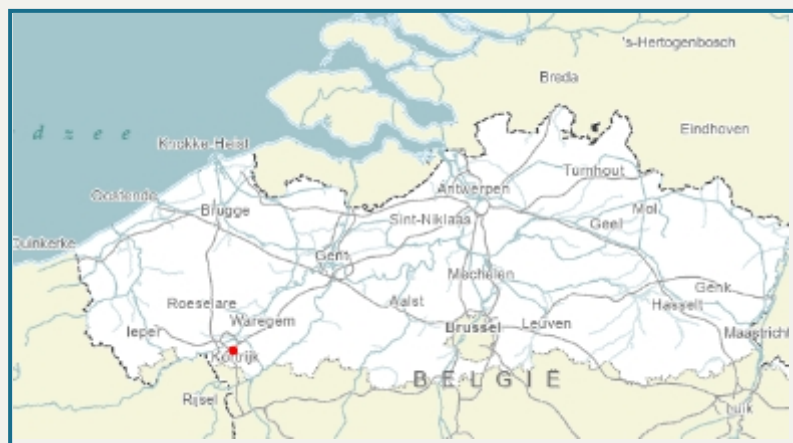 's-Hertogenbosch
Breda
d z e e
Eindhoven
Knokke-Heist
Turnhout
Antwerpen
Oostende
Mol
Brugge
Sint-Niklaas
Geel
Duinkerke
Gent
Mechelen
Genk
Roeselare
Aalst
Hasselt
Waregem
Ieper
Brussel
Leuven
Maastricht
Kortrijk
BELGIË
Rijsel
Luik